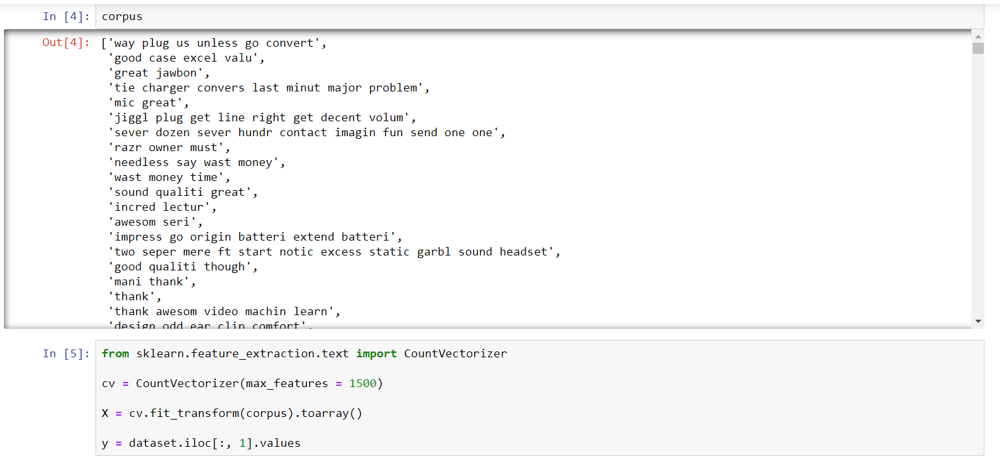 In [4]: corpus
Out[4]: ['way plug us unless go convert',
'good case excel valu',
'great jawbon',
'tie charger convers last minut major problem',
'mic great',
'jiggl plug get line right get decent volum',
'sever dozen sever hundr contact imagin fun send one one',
'razr owner must',
'needless say wast money',
'wast money time',
'sound qualiti great',
'incred lectur',
'awesom seri',
'impress go origin batteri extend batteri',
'two seper mere ft start notic excess static garbl sound headset',
'good qualiti though',
'mani thank',
'thank',
'thank awesom video machin learn',
'design odd ear clip comfort',
In [5]: from sklearn.feature_extraction.text import CountVectorizer
cv = CountVectorizer(max_features = 1500)
X = cv.fit_transform(corpus).toarray()
y = dataset.iloc[:, 1].values